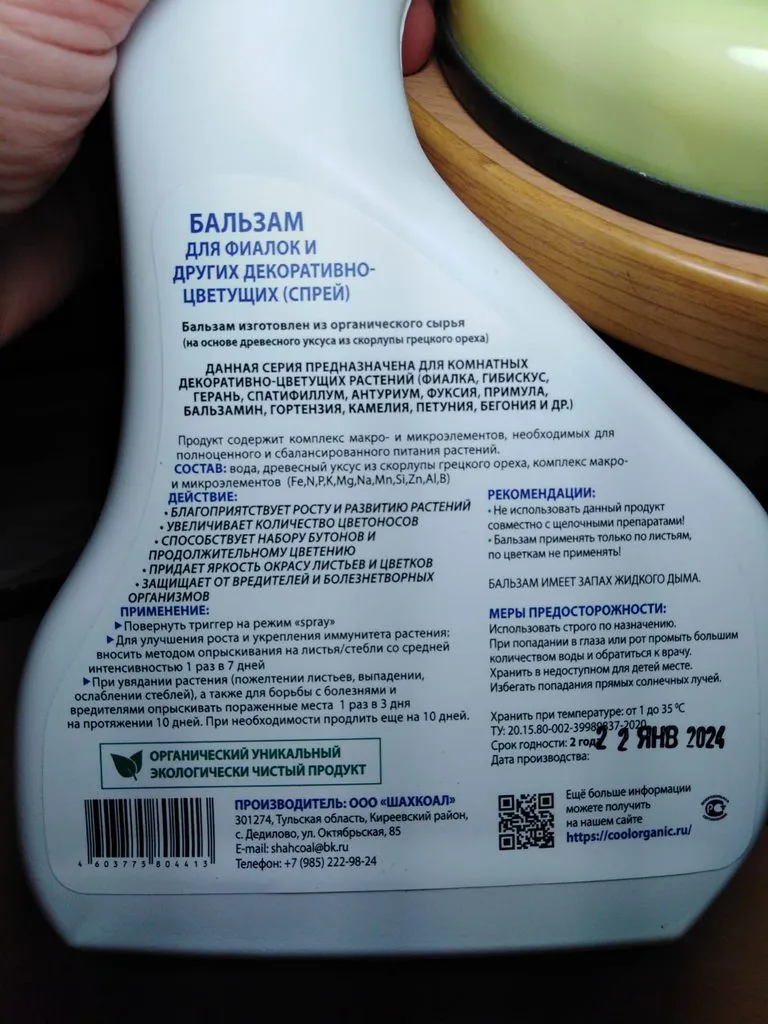 БАЛЬЗАМ
ДЛЯ ФИАЛОК И
ДРУГИХ ДЕКОРАТИВНО-
ЦВЕТУЩИХ (СПРЕЙ)
Бальзам изготовлен из органического сырья
(на основе древесного уксуса из скорлупы грецкого ореха)
ДАННАЯ СЕРИЯ ПРЕДНАЗНАЧЕНА ДЛЯ КОМНАТНЫХ
ДЕКОРАТИВНО-ЦВЕТУЩИХ РАСТЕНИЙ (ФИАЛКА, ГИБИСКУС,
ГЕРАНЬ, СПАТИФИЛЛУМ, АНТУРИУМ, ФУКСИЯ, ПРИМУЛА,
БАЛЬЗАМИН, ГОРТЕНЗИЯ, КАМЕЛИЯ, ПЕТУНИЯ, БЕГОНИЯ И ДР.)
Продукт содержит комплекс макро- и микроэлементов, необходимых для
полноценного и сбалансированного питания растений.
СОСТАВ: вода, древесный уксус из скорлупы грецкого ореха, комплекс макро-
и микроэлементов (Fe,N,P,K,Mg,Na,Mn,Si,Zn,Al,B)
ДЕЙСТВИЕ:
• БЛАГОПРИЯТСТВУЕТ РОСТУ И РАЗВИТИЮ РАСТЕНИЙ
• УВЕЛИЧИВАЕТ КОЛИЧЕСТВО ЦВЕТОНОСОВ
• СПОСОБСТВУЕТ НАБОРУ БУТОНОВ И
ПРОДОЛЖИТЕЛЬНОМУ ЦВЕТЕНИЮ
• ПРИДАЕТ ЯРКОСТЬ ОКРАСУ ЛИСТЬЕВ И ЦВЕТКОВ
• ЗАЩИЩАЕТ ОТ ВРЕДИТЕЛЕЙ И БОЛЕЗНЕТВОРНЫХ
ОРГАНИЗМОВ
ПРИМЕНЕНИЕ:
▶Повернуть триггер на режим «spray»
▶Для улучшения роста и укрепления иммунитета растения:
вносить методом опрыскивания на листья/стебли со средней
интенсивностью 1 раз в 7 дней
▶При увядании растения (пожелтении листьев, выпадении,
ослаблении стеблей), а также для борьбы с болезнями и
вредителями опрыскивать пораженные места 1 раз в 3 дня
на протяжении 10 дней. При необходимости продлить еще на 10 дней.
РЕКОМЕНДАЦИИ:
• Не использовать данный продукт
совместно с щелочными препаратами!
• Бальзам применять только по листьям,
по цветкам не применять!
БАЛЬЗАМ ИМЕЕТ ЗАПАХ ЖИДКОГО ДЫМА.
МЕРЫ ПРЕДОСТОРОЖНОСТИ:
Использовать строго по назначению.
При попадании в глаза или рот промыть большим
количеством воды и обратиться к врачу.
Хранить в недоступном для детей месте.
Избегать попадания прямых солнечных лучей.
Хранить при температуре: от 1 до 35 °С
ТУ: 20.15.80-002-39989837-2020
Срок годности: 2 года
Дата производства:
2 2 ЯНВ 2024
ОРГАНИЧЕСКИЙ УНИКАЛЬНЫЙ
ЭКОЛОГИЧЕСКИ ЧИСТЫЙ ПРОДУКТ
4 603773 804413
ПРОИЗВОДИТЕЛЬ: ООО «ШАХКОАЛ»
301274, Тульская область, Киреевский район,
с. Дедилово, ул. Октябрьская, 85
E-mail: shahcoal@bk.ru
Телефон: +7 (985) 222-98-24
Ещё больше информации
можете получить
на нашем сайте
https://coolorganic.ru/